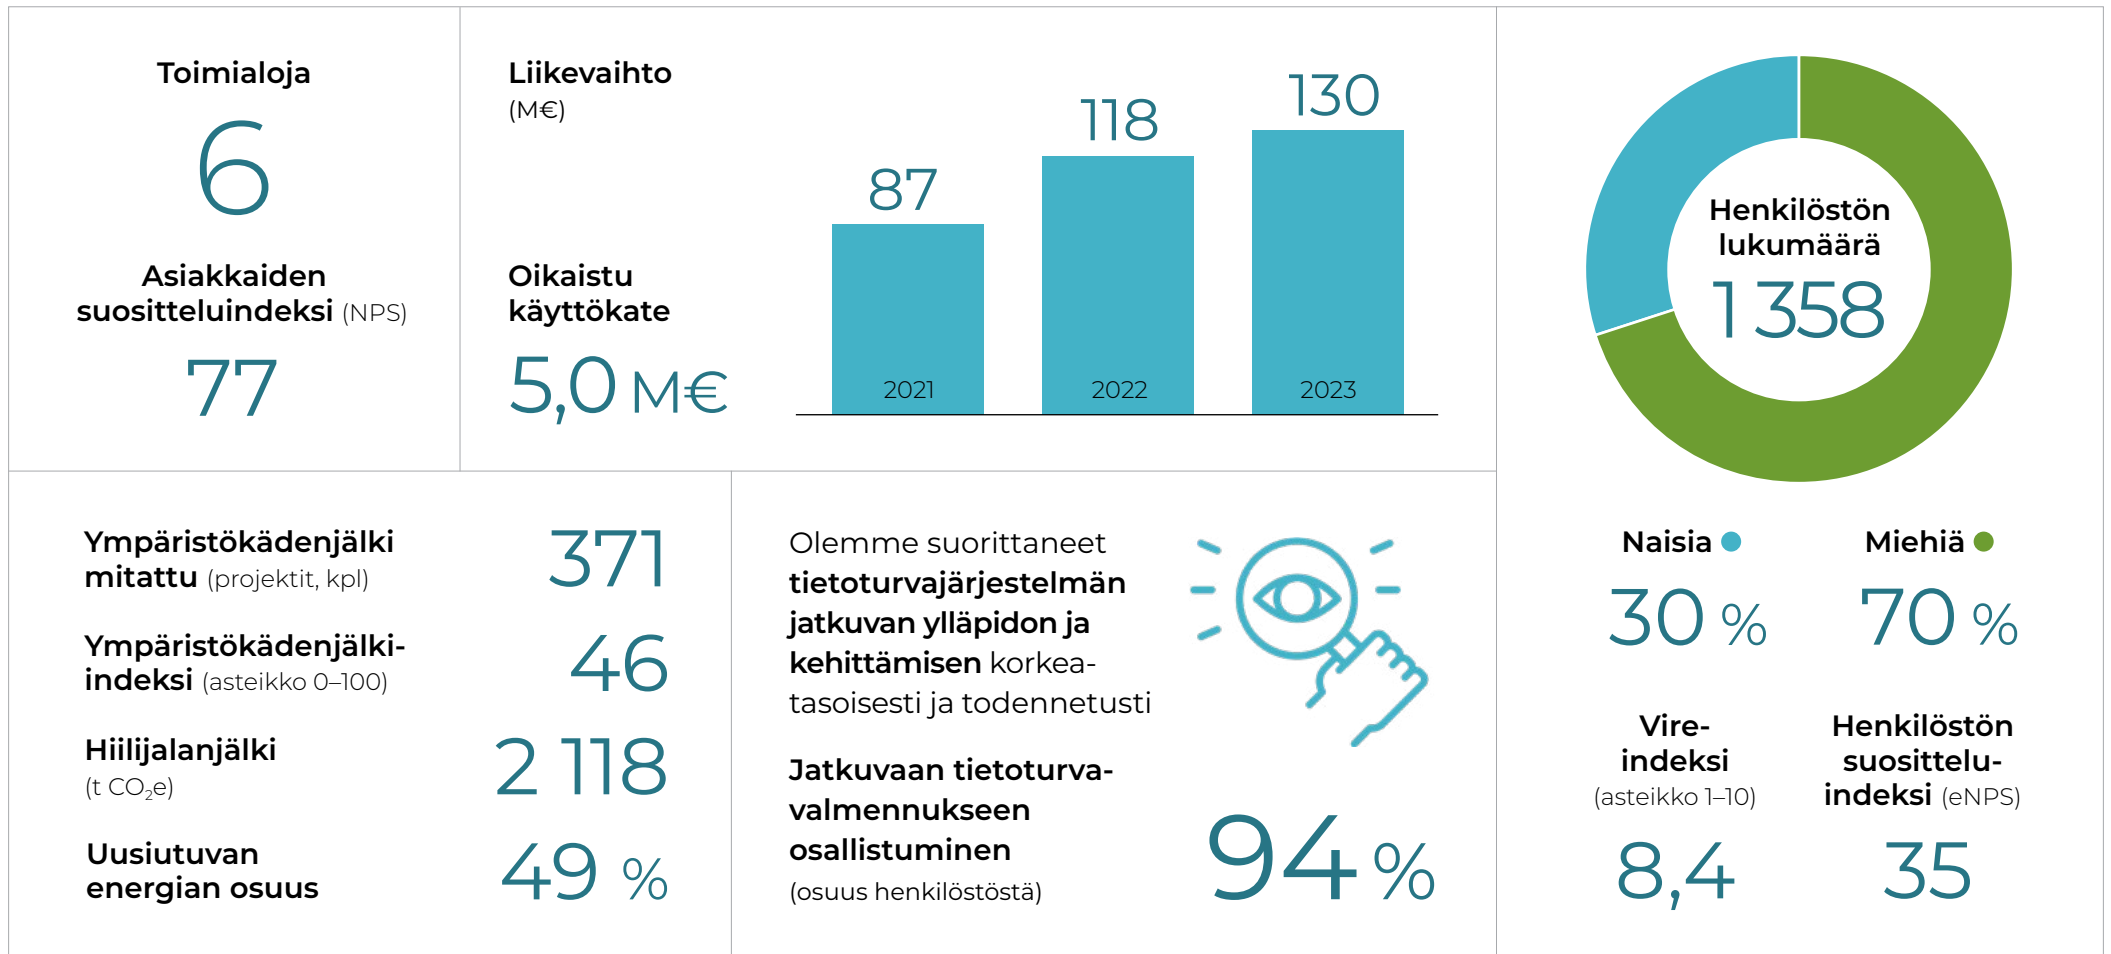 Toimialoja
6
Asiakkaiden
suositteluindeksi (NPS)
77
Liikevaihto
(M€)
Oikaistu
käyttökate
5,0 M€
87
118
130
2021
2022
2023
Henkilöstön
lukumäärä
1 358
Naisia
30 %
Miehiä
70 %
Vire-
indeksi
(asteikko 1–10)
8,4
Henkilöstön
suosittelu-
indeksi (eNPS)
35
Ympäristökädenjälki
mitattu (projektit, kpl)
371
Ympäristökädenjälki-
indeksi (asteikko 0–100)
46
Hiilijalanjälki
(t CO₂e)
2 118
Uusiutuvan
energian osuus
49 %
Olemme suorittaneet
tietoturvajärjestelmän
jatkuvan ylläpidon ja
kehittämisen korkea-
tasoisesti ja todennetusti
Jatkuvaan tietoturva-
valmennukseen
osallistuminen
(osuus henkilöstöstä)
94 %